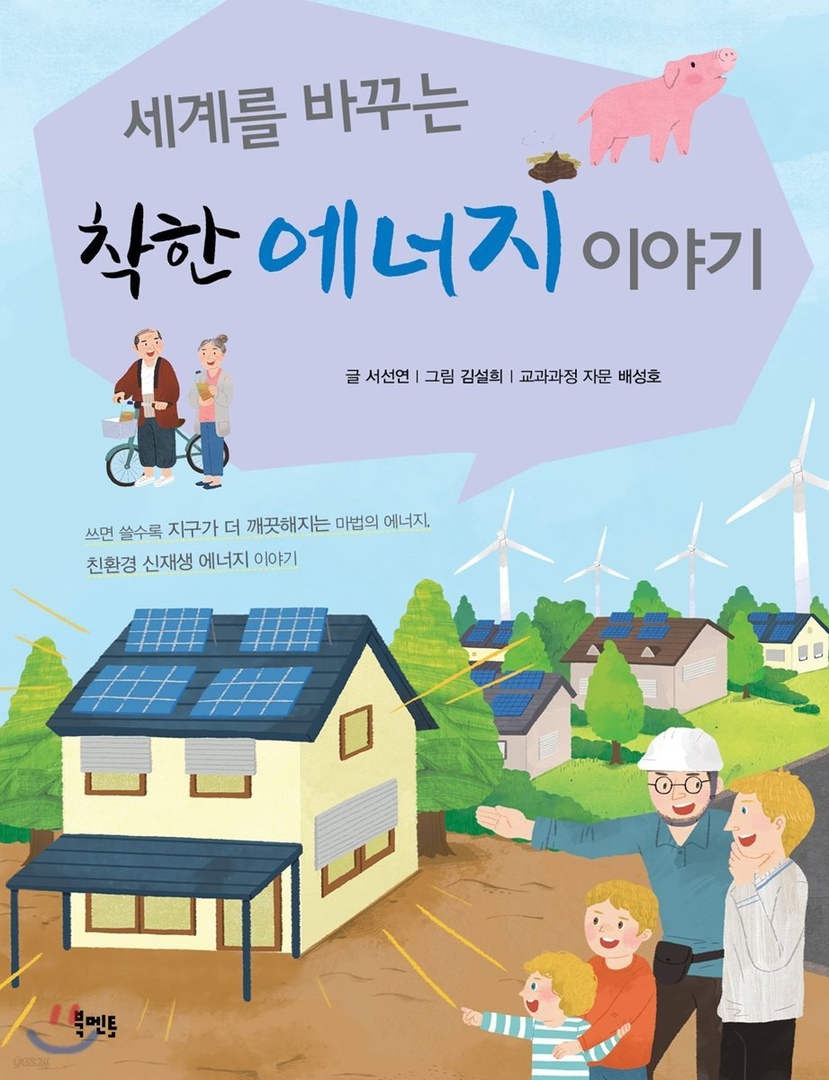 세계를 바꾸는
착한 에너지 이야기
글 서선연 | 그림 김설희 | 교과과정 자문 배성호
쓰면 쓸수록 지구가 더 깨끗해지는 마법의 에너지,
친환경 신재생 에너지 이야기
북멘토
yes24